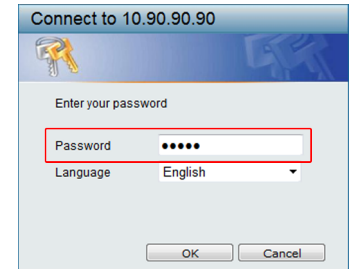 Connect to 10.90.90.90
Enter your password
Password •••••
Language English
OK Cancel